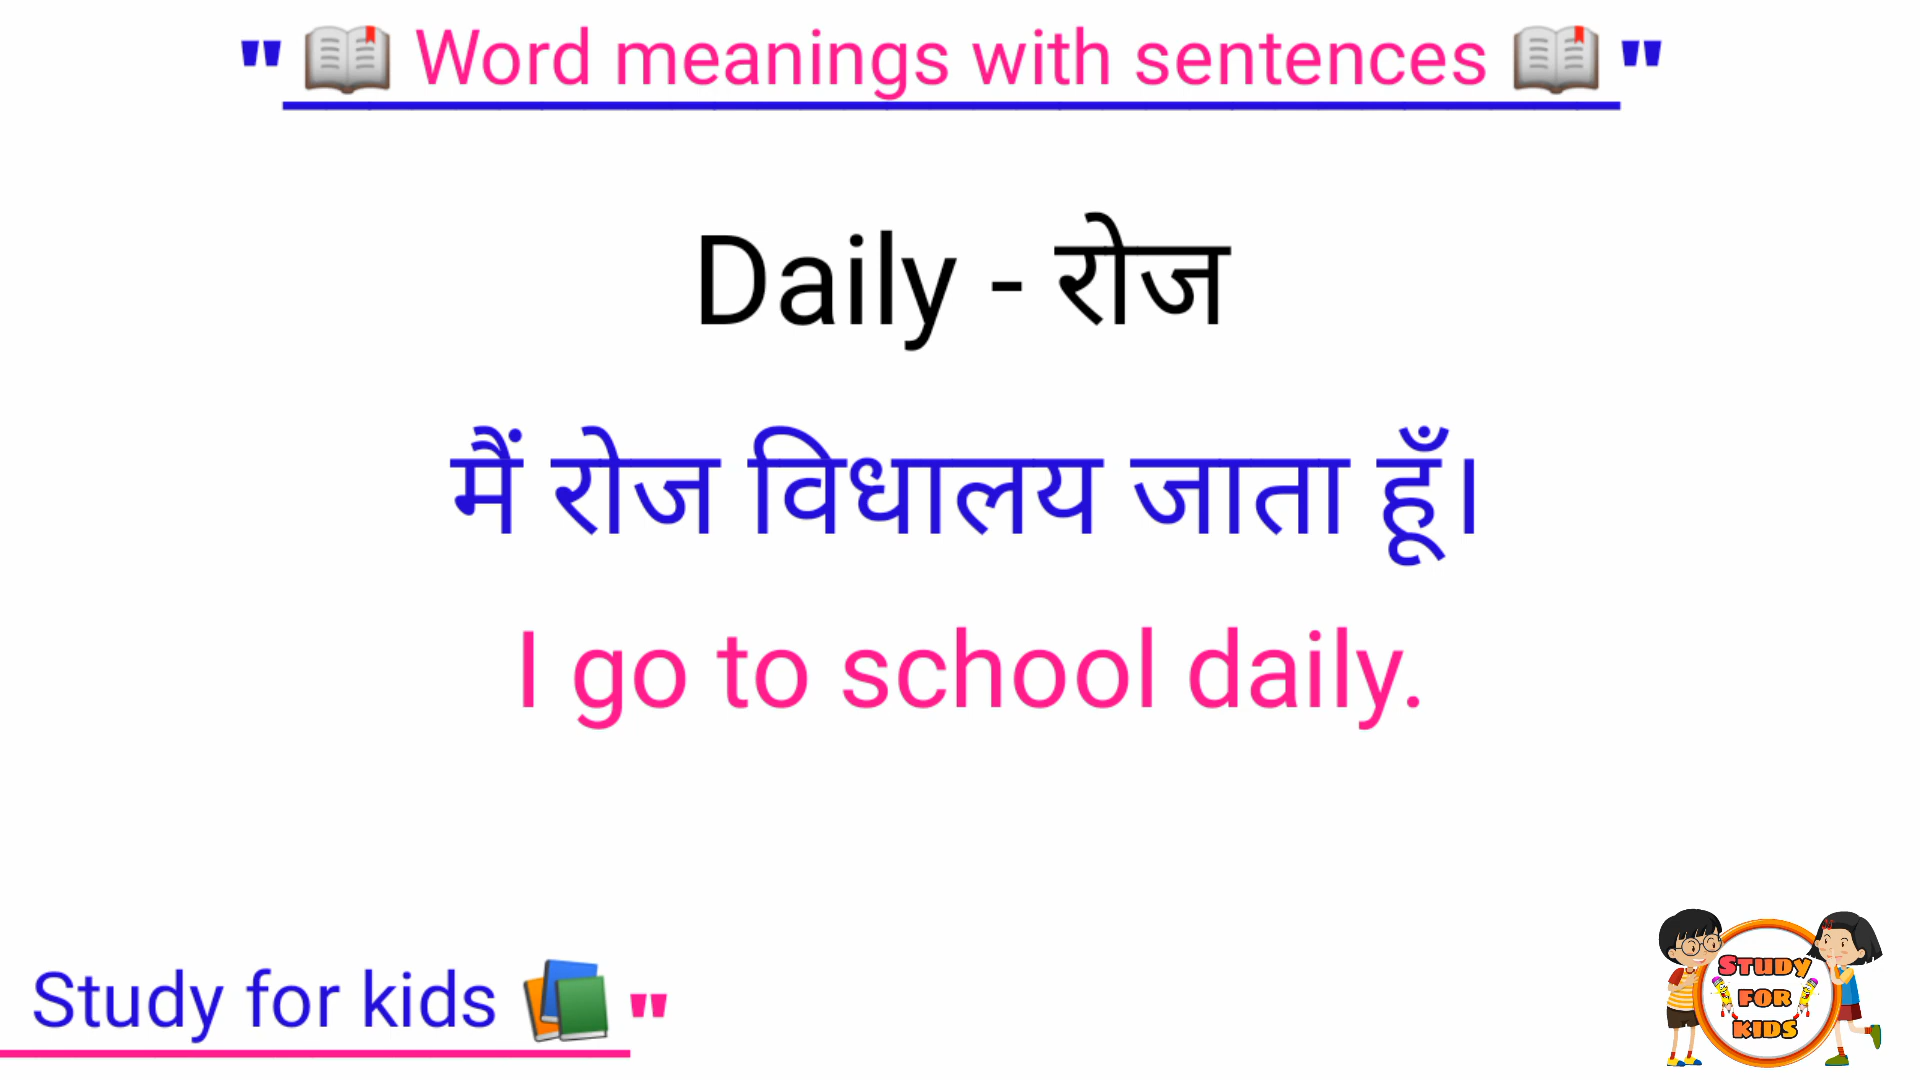 " 📖 Word meanings with sentences 📖 "
Daily - रोज
मैं रोज विधालय जाता हूँ।
I go to school daily.
Study for kids 📚 "
STUDY
FOR
KIDS